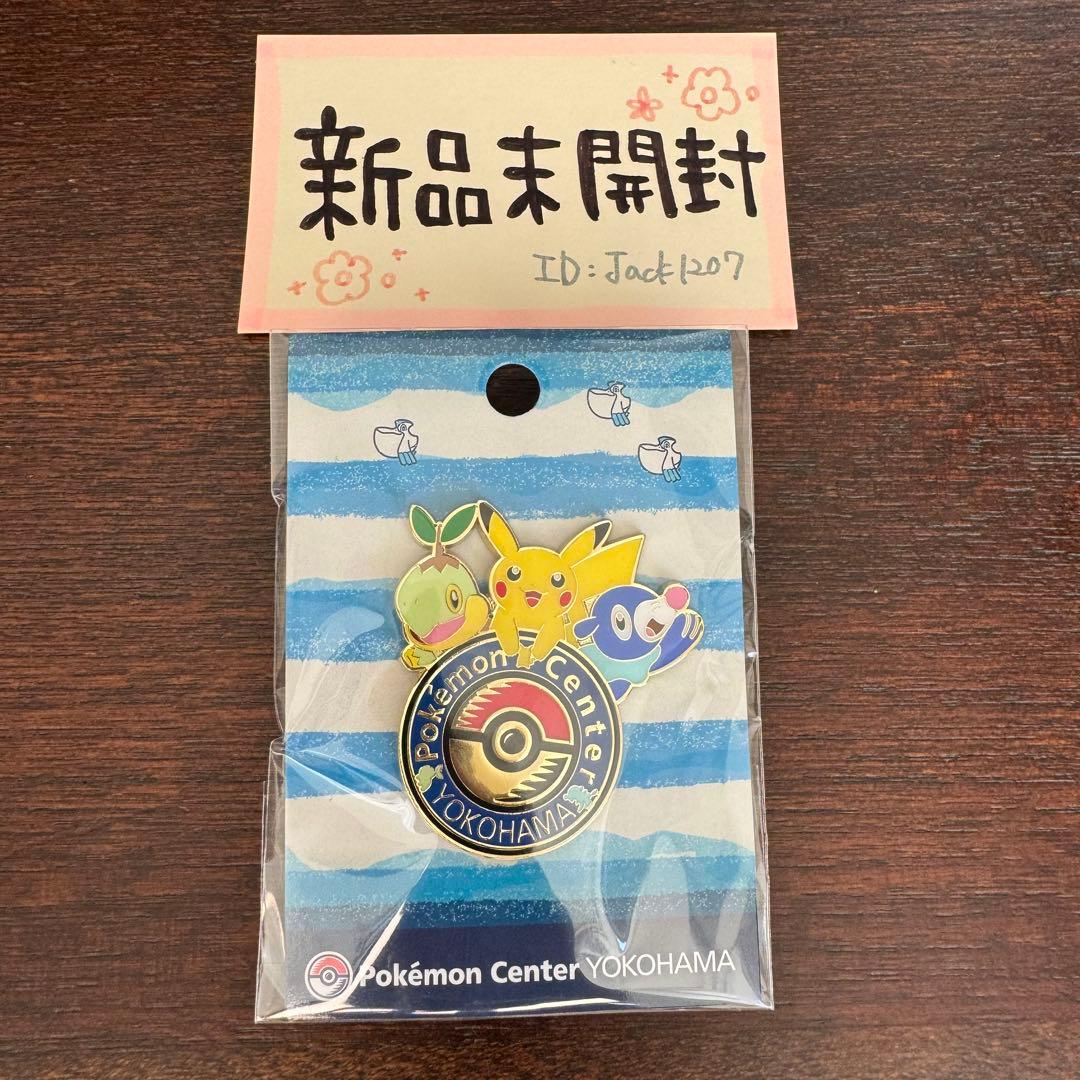 新品未開封
ID:Jack1207
Pokémon Center
YOKOHAMA
Pokémon Center YOKOHAMA